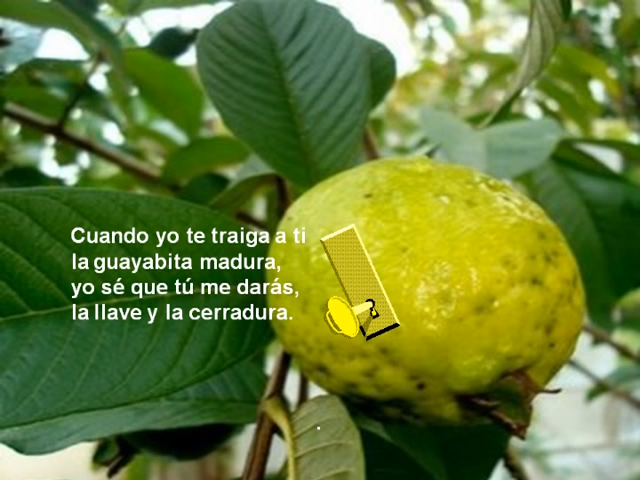 Cuando yo te traiga a ti
la guayabita madura,
yo sé que tú me darás,
la llave y la cerradura.
.